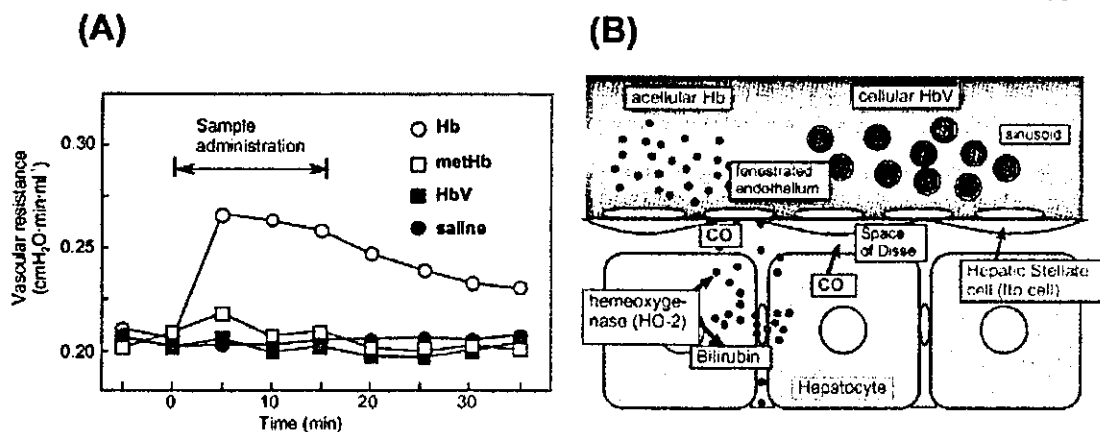 (A)
Vascular resistance
(cmH₂O·min·ml⁻¹)
0.30
0.25
0.20
Sample
administration
Hb
metHb
HbV
saline
0
10
20
30
Time (min)
(B)
acellular Hb
cellular HbV
sinusoid
fenestrated
endothelium
CO
Space
of Disse
CO
Hepatic Stellate
cell (Ito cell)
hemeoxyge-
nase (HO-2)
Bilirubin
Hepatocyte